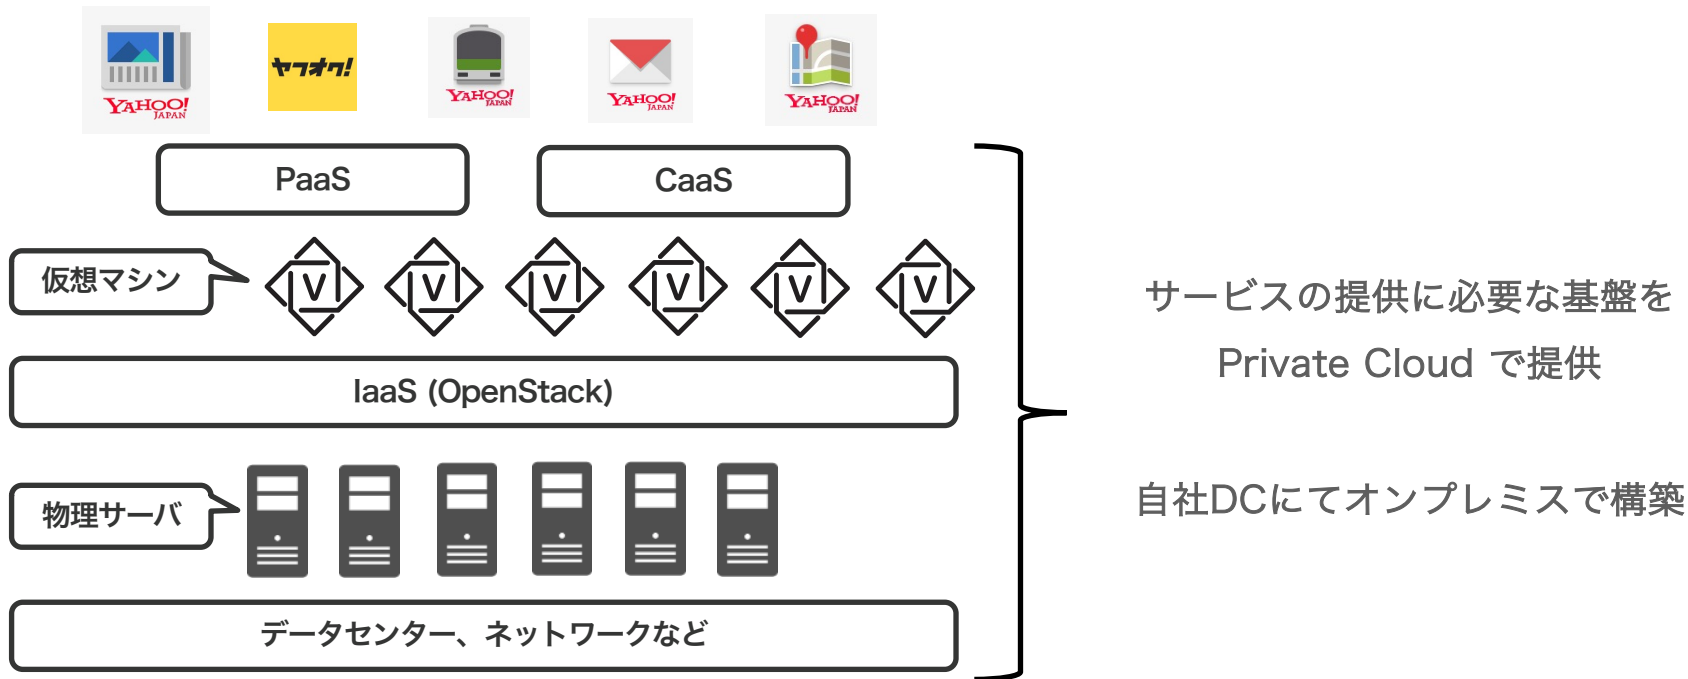 YAHOO!
JAPAN
ヤフオク!
YAHOO!
JAPAN
YAHOO!
JAPAN
YAHOO!
JAPAN
PaaS
CaaS
仮想マシン
V
V
V
V
V
V
IaaS (OpenStack)
物理サーバ
データセンター、ネットワークなど
サービスの提供に必要な基盤を
Private Cloud で提供
自社DCにてオンプレミスで構築